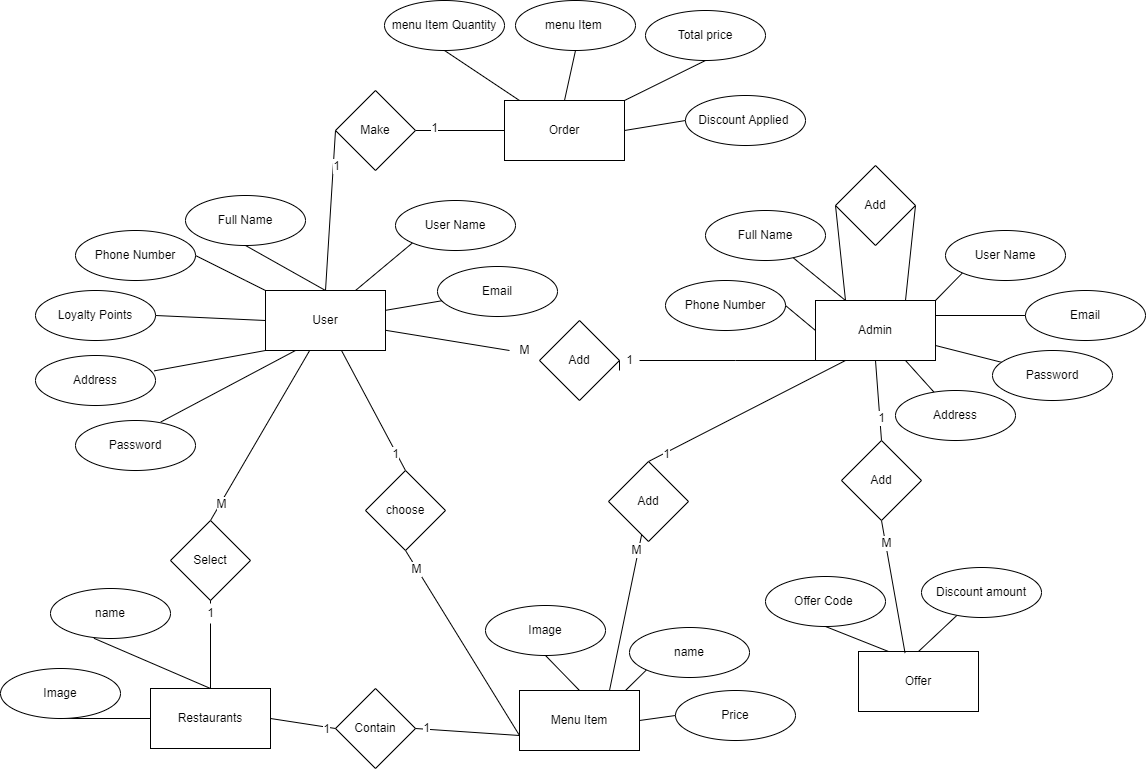 menu Item Quantity
menu Item
Total price
Discount Applied
Make
1
Order
1
Add
Full Name
User Name
Full Name
User Name
Phone Number
Email
Phone Number
Email
Loyalty Points
User
Admin
M
Add
1
Address
Password
Address
Password
1
1
1
choose
Add
Add
M
Select
M
M
M
1
name
Offer Code
Discount amount
Image
name
Image
Restaurants
1
Contain
1
Menu Item
Price
Offer